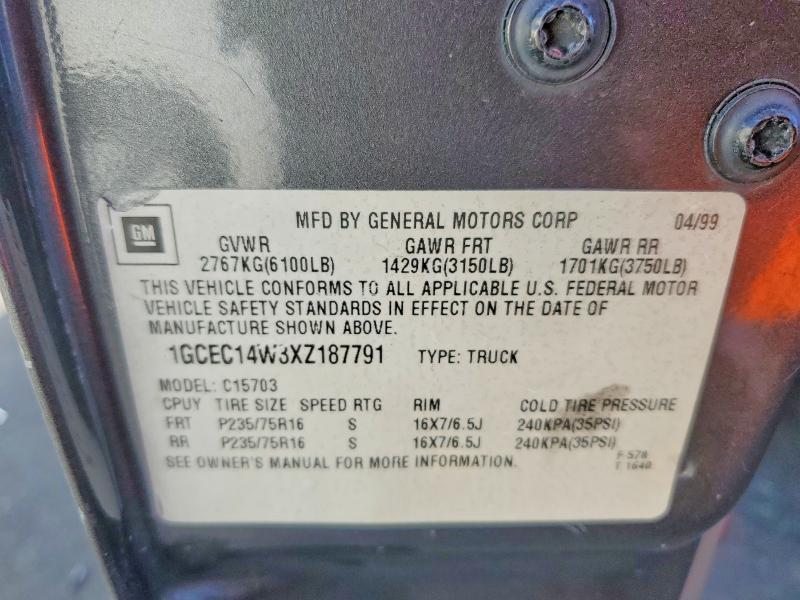 GM
MFD BY GENERAL MOTORS CORP 04/99
GVWR GAWR FRT GAWR RR
2767KG(6100LB) 1429KG(3150LB) 1701KG(3750LB)
THIS VEHICLE CONFORMS TO ALL APPLICABLE U.S. FEDERAL MOTOR
VEHICLE SAFETY STANDARDS IN EFFECT ON THE DATE OF
MANUFACTURE SHOWN ABOVE.
1GCEC14W3XZ187791 TYPE: TRUCK
MODEL: C15703
CPUY TIRE SIZE SPEED RTG RIM COLD TIRE PRESSURE
FRT P235/75R16 S 16X7/6.5J 240KPA(35PSI)
RR P235/75R16 S 16X7/6.5J 240KPA(35PSI)
SEE OWNER'S MANUAL FOR MORE INFORMATION.
F 578
T 1640